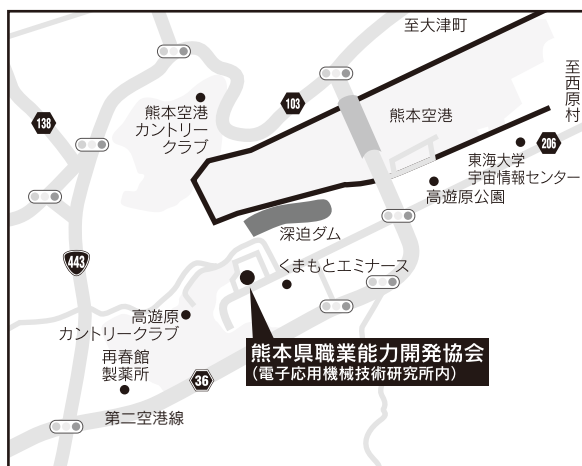 至大津町
至西原村
103
熊本空港
138
熊本空港
カントリー
クラブ
206
東海大学
宇宙情報センター
高遊原公園
深迫ダム
443
くまもとエミナース
高遊原
カントリークラブ
熊本県職業能力開発協会
（電子応用機械技術研究所内）
再春館
製薬所
36
第二空港線